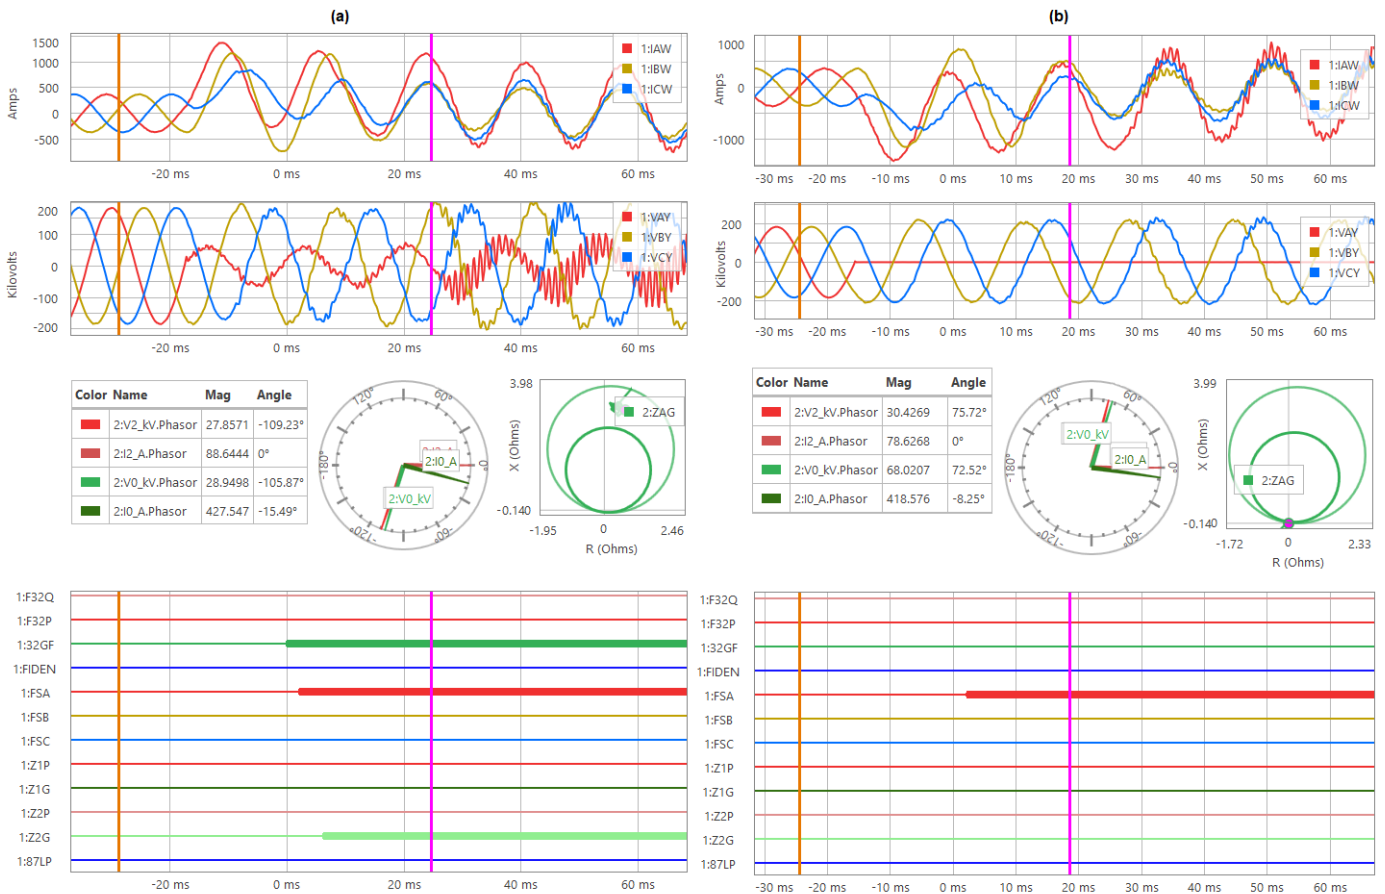 (a)
1500
1000
500
0
-500
Amps
1:IAW
1:IBW
1:ICW
-20 ms 0 ms 20 ms 40 ms 60 ms
200
100
0
-100
-200
Kilovolts
1:VAY
1:VBY
1:VCY
-20 ms 0 ms 20 ms 40 ms 60 ms
Color Name Mag Angle
2:V2_kV.Phasor 27.8571 -109.23°
2:I2_A.Phasor 88.6444 0°
2:V0_kV.Phasor 28.9498 -105.87°
2:I0_A.Phasor 427.547 -15.49°
120° 60°
-180° 0°
-120° -60°
2:I0_A
2:V0_kV
3.98
X (Ohms)
-0.140
2:ZAG
-1.95 0 2.46
R (Ohms)
1:F32Q
1:F32P
1:32GF
1:FIDEN
1:FSA
1:FSB
1:FSC
1:Z1P
1:Z1G
1:Z2P
1:Z2G
1:87LP
-20 ms 0 ms 20 ms 40 ms 60 ms
(b)
1000
0
-1000
Amps
1:IAW
1:IBW
1:ICW
-30 ms -20 ms -10 ms 0 ms 10 ms 20 ms 30 ms 40 ms 50 ms 60 ms
200
0
-200
Kilovolts
1:VAY
1:VBY
1:VCY
-30 ms -20 ms -10 ms 0 ms 10 ms 20 ms 30 ms 40 ms 50 ms 60 ms
Color Name Mag Angle
2:V2_kV.Phasor 30.4269 75.72°
2:I2_A.Phasor 78.6268 0°
2:V0_kV.Phasor 68.0207 72.52°
2:I0_A.Phasor 418.576 -8.25°
120° 60°
-180° 0°
-120° -60°
2:V0_kV
2:I0_A
3.99
X (Ohms)
-0.140
2:ZAG
-1.72 0 2.33
R (Ohms)
1:F32Q
1:F32P
1:32GF
1:FIDEN
1:FSA
1:FSB
1:FSC
1:Z1P
1:Z1G
1:Z2P
1:Z2G
1:87LP
-30 ms -20 ms -10 ms 0 ms 10 ms 20 ms 30 ms 40 ms 50 ms 60 ms